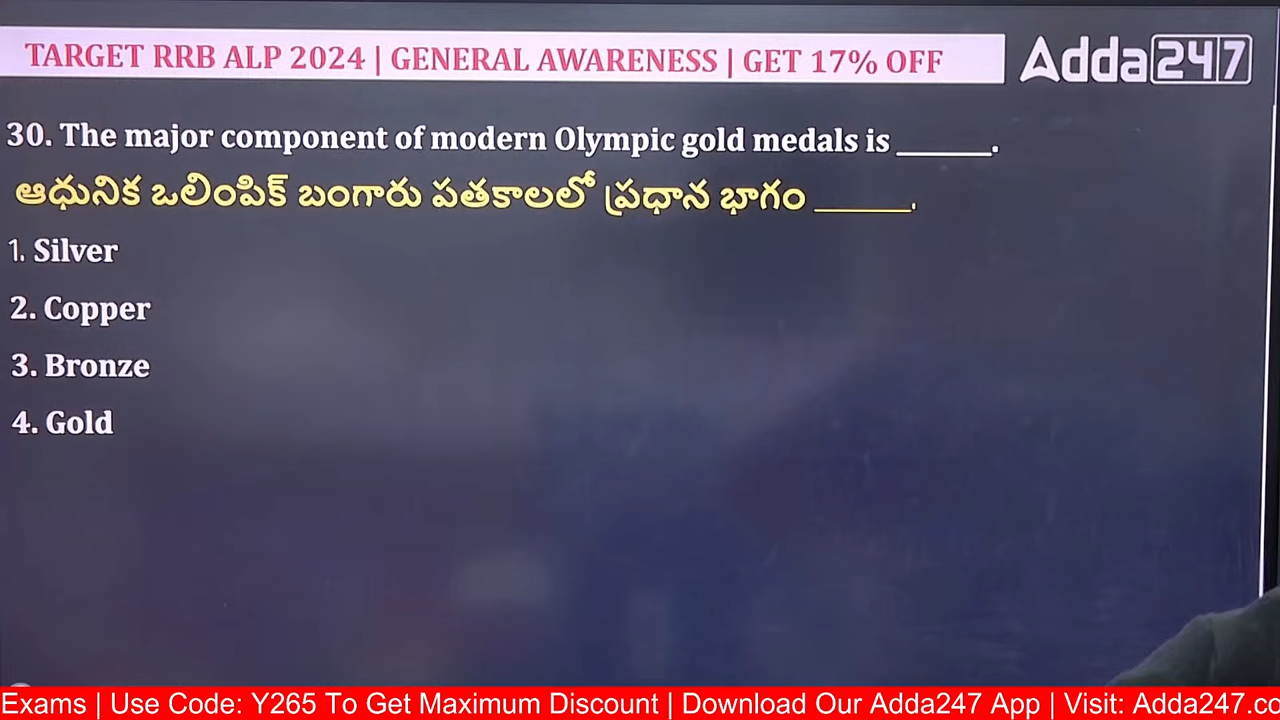 TARGET RRB ALP 2024 | GENERAL AWARENESS | GET 17% OFF
Adda247
30. The major component of modern Olympic gold medals is ______.
ఆధునిక ఒలింపిక్ బంగారు పతకాలలో ప్రధాన భాగం ______.
1. Silver
2. Copper
3. Bronze
4. Gold
Exams | Use Code: Y265 To Get Maximum Discount | Download Our Adda247 App | Visit: Adda247.co